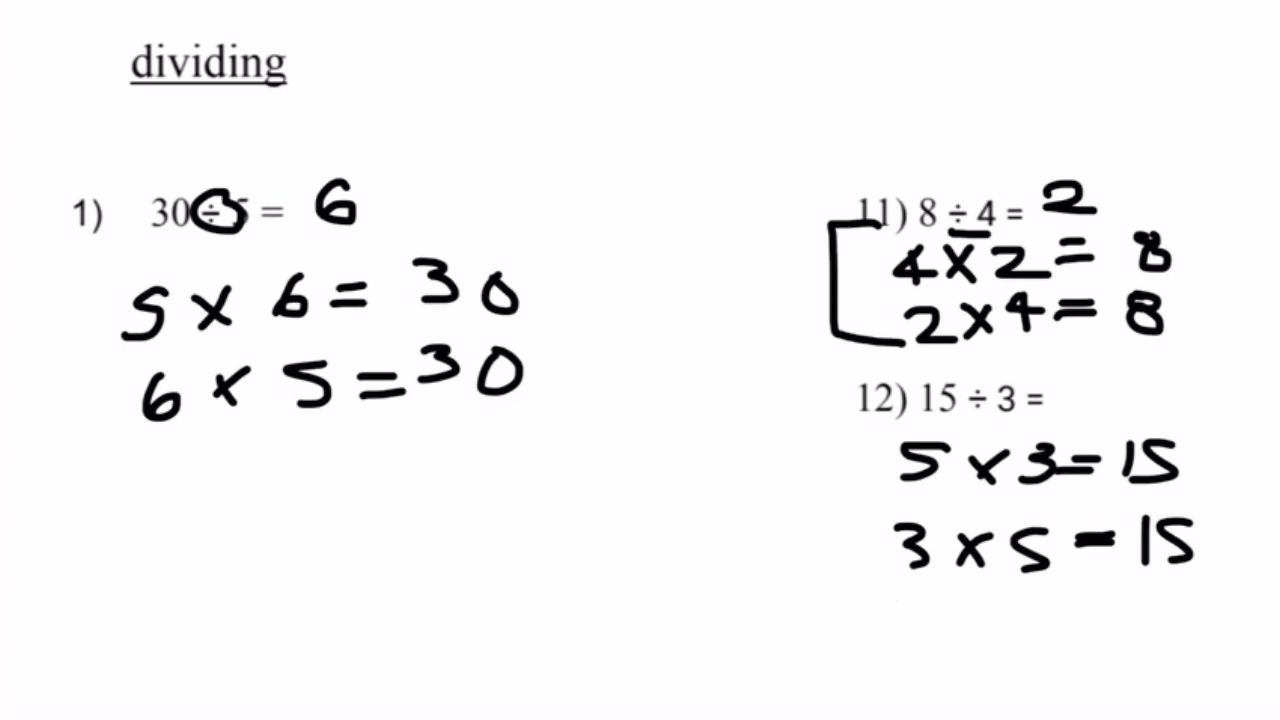 dividing
1) 30 ÷ 5 = 6
5 × 6 = 30
6 × 5 = 30
11) 8 ÷ 4 = 2
4 × 2 = 8
2 × 4 = 8
12) 15 ÷ 3 =
5 × 3 = 15
3 × 5 = 15